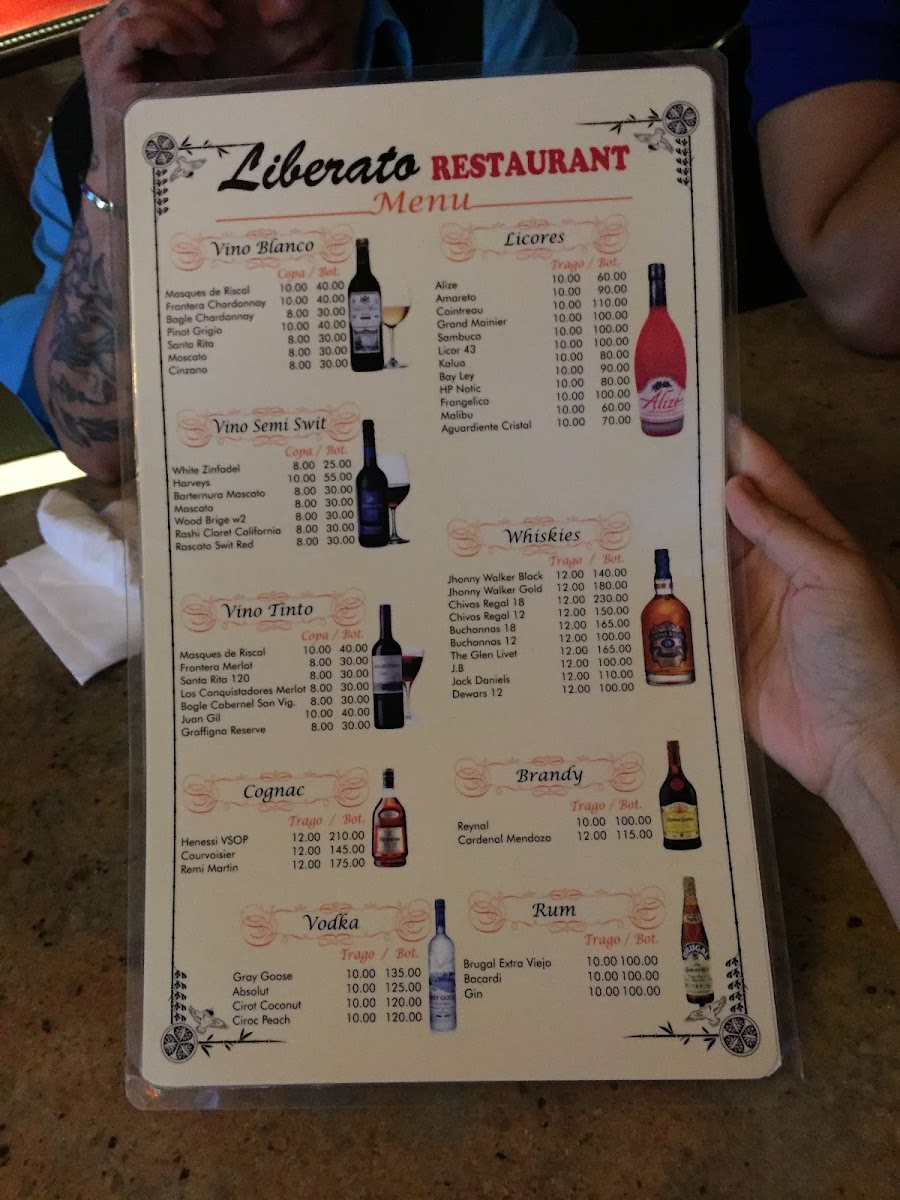 Liberato RESTAURANT
Menu
Vino Blanco
Copa / Bot.
Masques de Riscal 10.00 40.00
Frontera Chardonnay 10.00 40.00
Bogle Chardonnay 8.00 30.00
Pinot Grigio 10.00 40.00
Santa Rita 8.00 30.00
Moscato 8.00 30.00
Cinzano 8.00 30.00
Vino Semi Swit
Copa / Bot.
White Zinfadel 8.00 25.00
Harveys 10.00 55.00
Barternura Moscato 8.00 30.00
Moscato 8.00 30.00
Wood Brige w2 8.00 30.00
Rashi Claret California 8.00 30.00
Rascato Swit Red 8.00 30.00
Vino Tinto
Copa / Bot.
Masques de Riscal 10.00 40.00
Frontera Merlot 8.00 30.00
Santa Rita 120 8.00 30.00
Los Conquistadores Merlot 8.00 30.00
Bogle Cabernel San Vig. 8.00 30.00
Juan Gil 10.00 40.00
Graffigna Reserve 8.00 30.00
Cognac
Trago / Bot.
Henessi VSOP 12.00 210.00
Courvoisier 12.00 145.00
Remi Martin 12.00 175.00
Vodka
Trago / Bot.
Gray Goose 10.00 135.00
Absolut 10.00 125.00
Cirot Coconut 10.00 120.00
Ciroc Peach 10.00 120.00
Licores
Trago / Bot.
Alize 10.00 60.00
Amareto 10.00 90.00
Cointreau 10.00 110.00
Grand Mainier 10.00 100.00
Sambuca 10.00 100.00
Licor 43 10.00 100.00
Kalua 10.00 80.00
Bay Ley 10.00 90.00
HP Notic 10.00 80.00
Frangelico 10.00 100.00
Malibu 10.00 60.00
Aguardiente Cristal 10.00 70.00
Alizé
Whiskies
Trago / Bot.
Jhonny Walker Black 12.00 140.00
Jhonny Walker Gold 12.00 180.00
Chivas Regal 18 12.00 230.00
Chivas Regal 12 12.00 150.00
Buchannas 18 12.00 165.00
Buchannas 12 12.00 100.00
The Glen Livet 12.00 165.00
J.B 12.00 100.00
Jack Daniels 12.00 110.00
Dewars 12 12.00 100.00
Brandy
Trago / Bot.
Reynal 10.00 100.00
Cardenal Mendoza 12.00 115.00
Rum
Trago / Bot.
Brugal Extra Viejo 10.00 100.00
Bacardi 10.00 100.00
Gin 10.00 100.00
BRUGAL